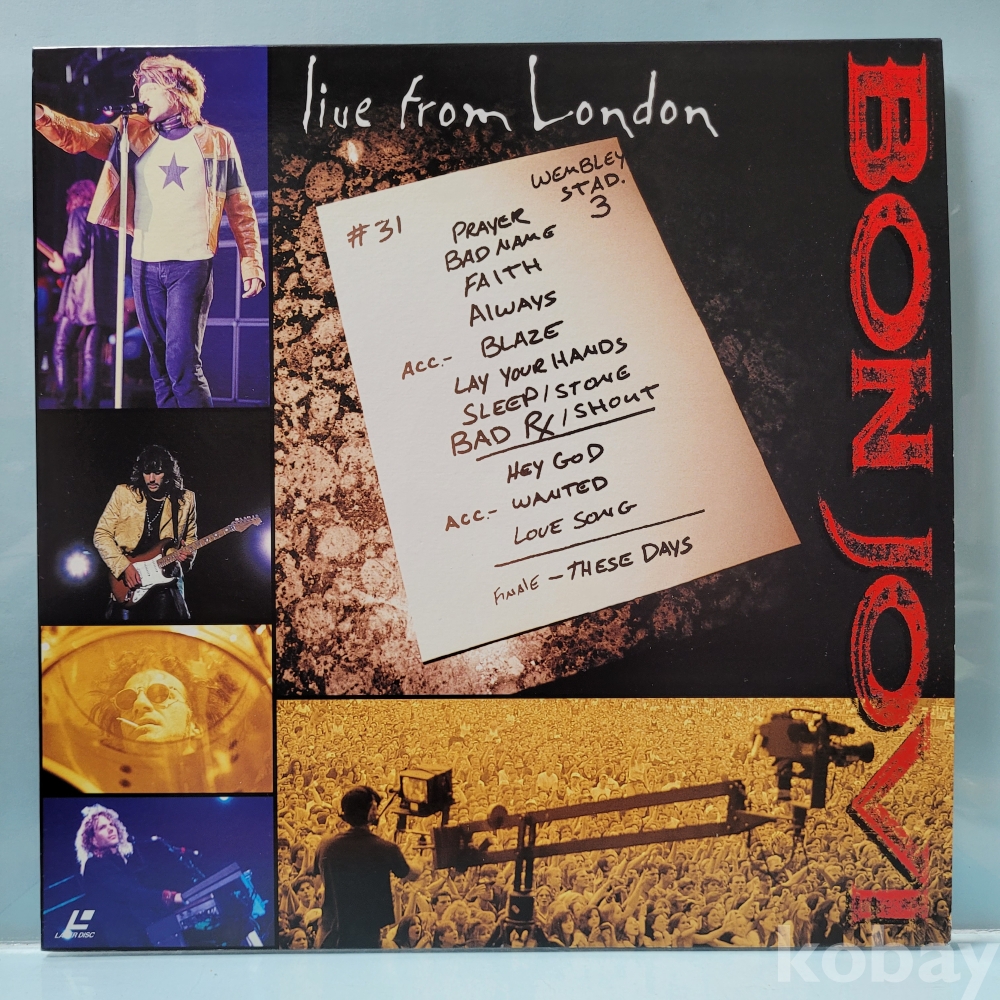 live from London
BON JOVI
WEMBLEY
STAD.
3
#31
PRAYER
BAD NAME
FAITH
ALWAYS
ACC.- BLAZE
LAY YOUR HANDS
SLEEP/STONE
BAD Rx/SHOUT
HEY GOD
ACC.- WANTED
LOVE SONG
FINALE - THESE DAYS
LASER DISC
kobay